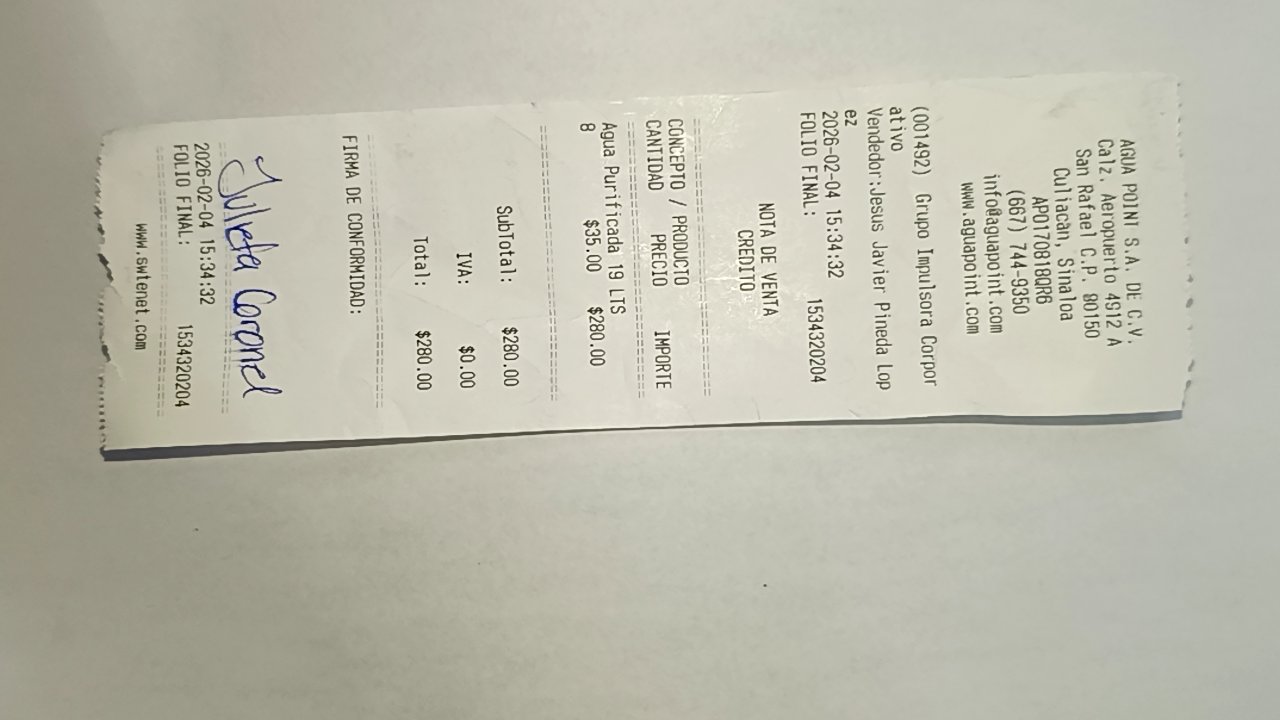 AGUA POINT S.A. DE C.V.
Calz. Aeropuerto 4912 A
San Rafael C.P. 80150
Culiacán, Sinaloa
APO170818QR6
(667) 744-9350
info@aguapoint.com
www.aguapoint.com
(001492) Grupo Impulsora Corpor
ativo
Vendedor:Jesus Javier Pineda Lop
ez
2026-02-04 15:34:32
FOLIO FINAL: 1534320204
NOTA DE VENTA
CREDITO
CONCEPTO / PRODUCTO
CANTIDAD PRECIO IMPORTE
Agua Purificada 19 LTS
8 $35.00 $280.00
SubTotal: $280.00
IVA: $0.00
Total: $280.00
FIRMA DE CONFORMIDAD:
Julieta Coronel
2026-02-04 15:34:32
FOLIO FINAL: 1534320204
www.swtenet.com